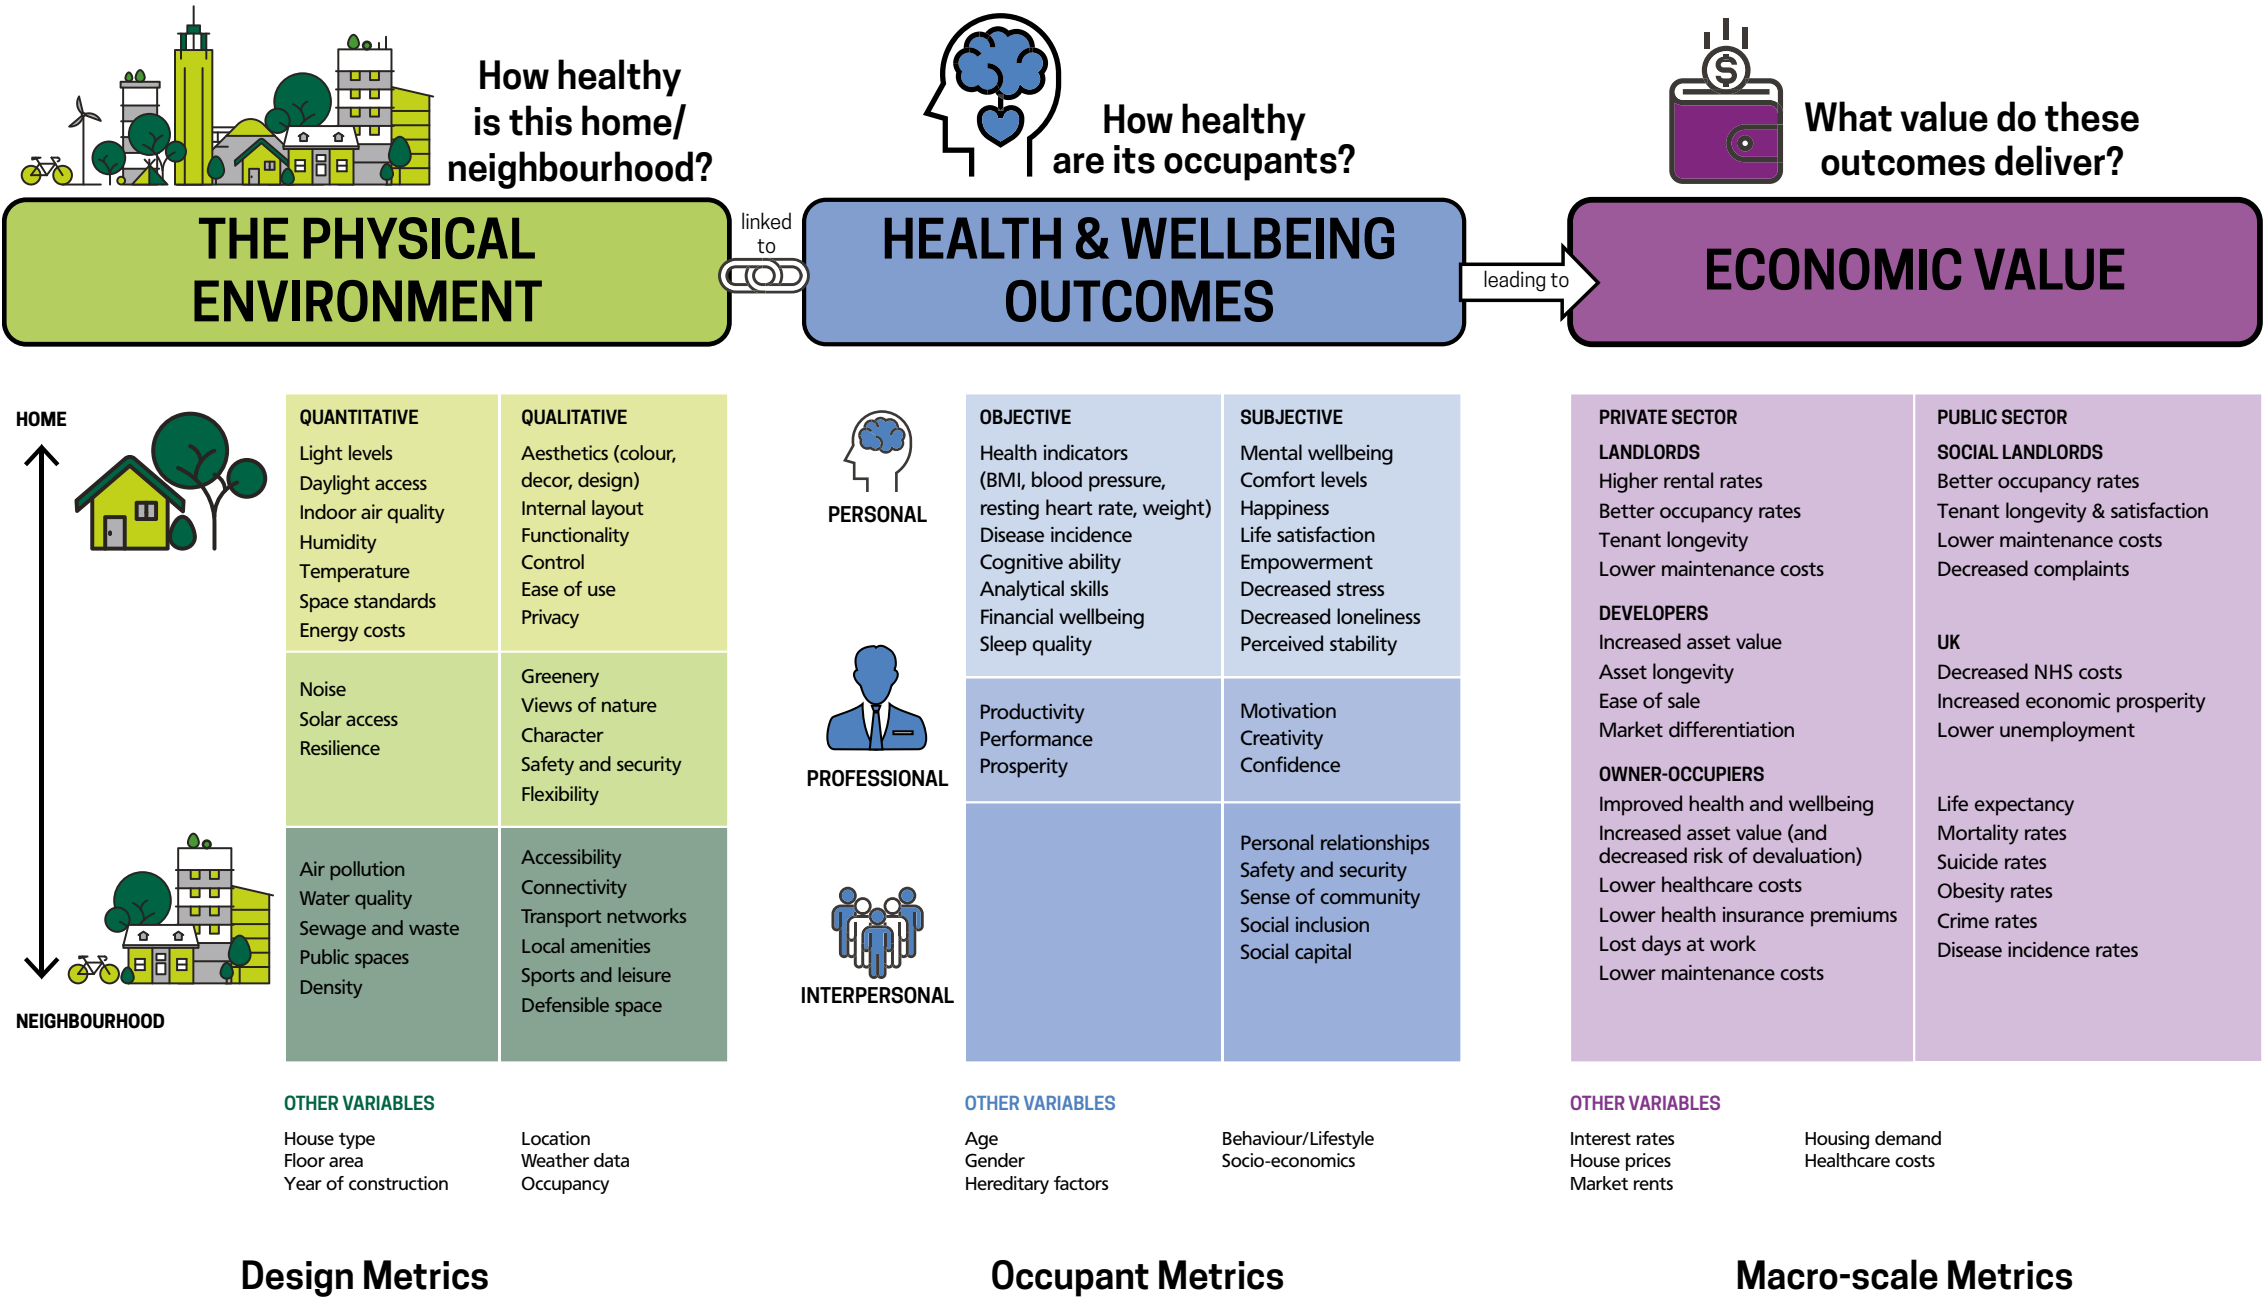 How healthy
is this home/
neighbourhood?
How healthy
are its occupants?
What value do these
outcomes deliver?
THE PHYSICAL
ENVIRONMENT
linked
to
HEALTH & WELLBEING
OUTCOMES
leading to
ECONOMIC VALUE
HOME
NEIGHBOURHOOD
QUANTITATIVE
Light levels
Daylight access
Indoor air quality
Humidity
Temperature
Space standards
Energy costs
Noise
Solar access
Resilience
Air pollution
Water quality
Sewage and waste
Public spaces
Density
QUALITATIVE
Aesthetics (colour,
decor, design)
Internal layout
Functionality
Control
Ease of use
Privacy
Greenery
Views of nature
Character
Safety and security
Flexibility
Accessibility
Connectivity
Transport networks
Local amenities
Sports and leisure
Defensible space
OTHER VARIABLES
House type
Floor area
Year of construction
Location
Weather data
Occupancy
Design Metrics
PERSONAL
PROFESSIONAL
INTERPERSONAL
OBJECTIVE
Health indicators
(BMI, blood pressure,
resting heart rate, weight)
Disease incidence
Cognitive ability
Analytical skills
Financial wellbeing
Sleep quality
Productivity
Performance
Prosperity
SUBJECTIVE
Mental wellbeing
Comfort levels
Happiness
Life satisfaction
Empowerment
Decreased stress
Decreased loneliness
Perceived stability
Motivation
Creativity
Confidence
Personal relationships
Safety and security
Sense of community
Social inclusion
Social capital
OTHER VARIABLES
Age
Gender
Hereditary factors
Behaviour/Lifestyle
Socio-economics
Occupant Metrics
PRIVATE SECTOR
LANDLORDS
Higher rental rates
Better occupancy rates
Tenant longevity
Lower maintenance costs
DEVELOPERS
Increased asset value
Asset longevity
Ease of sale
Market differentiation
OWNER-OCCUPIERS
Improved health and wellbeing
Increased asset value (and
decreased risk of devaluation)
Lower healthcare costs
Lower health insurance premiums
Lost days at work
Lower maintenance costs
PUBLIC SECTOR
SOCIAL LANDLORDS
Better occupancy rates
Tenant longevity & satisfaction
Lower maintenance costs
Decreased complaints
UK
Decreased NHS costs
Increased economic prosperity
Lower unemployment
Life expectancy
Mortality rates
Suicide rates
Obesity rates
Crime rates
Disease incidence rates
OTHER VARIABLES
Interest rates
House prices
Market rents
Housing demand
Healthcare costs
Macro-scale Metrics